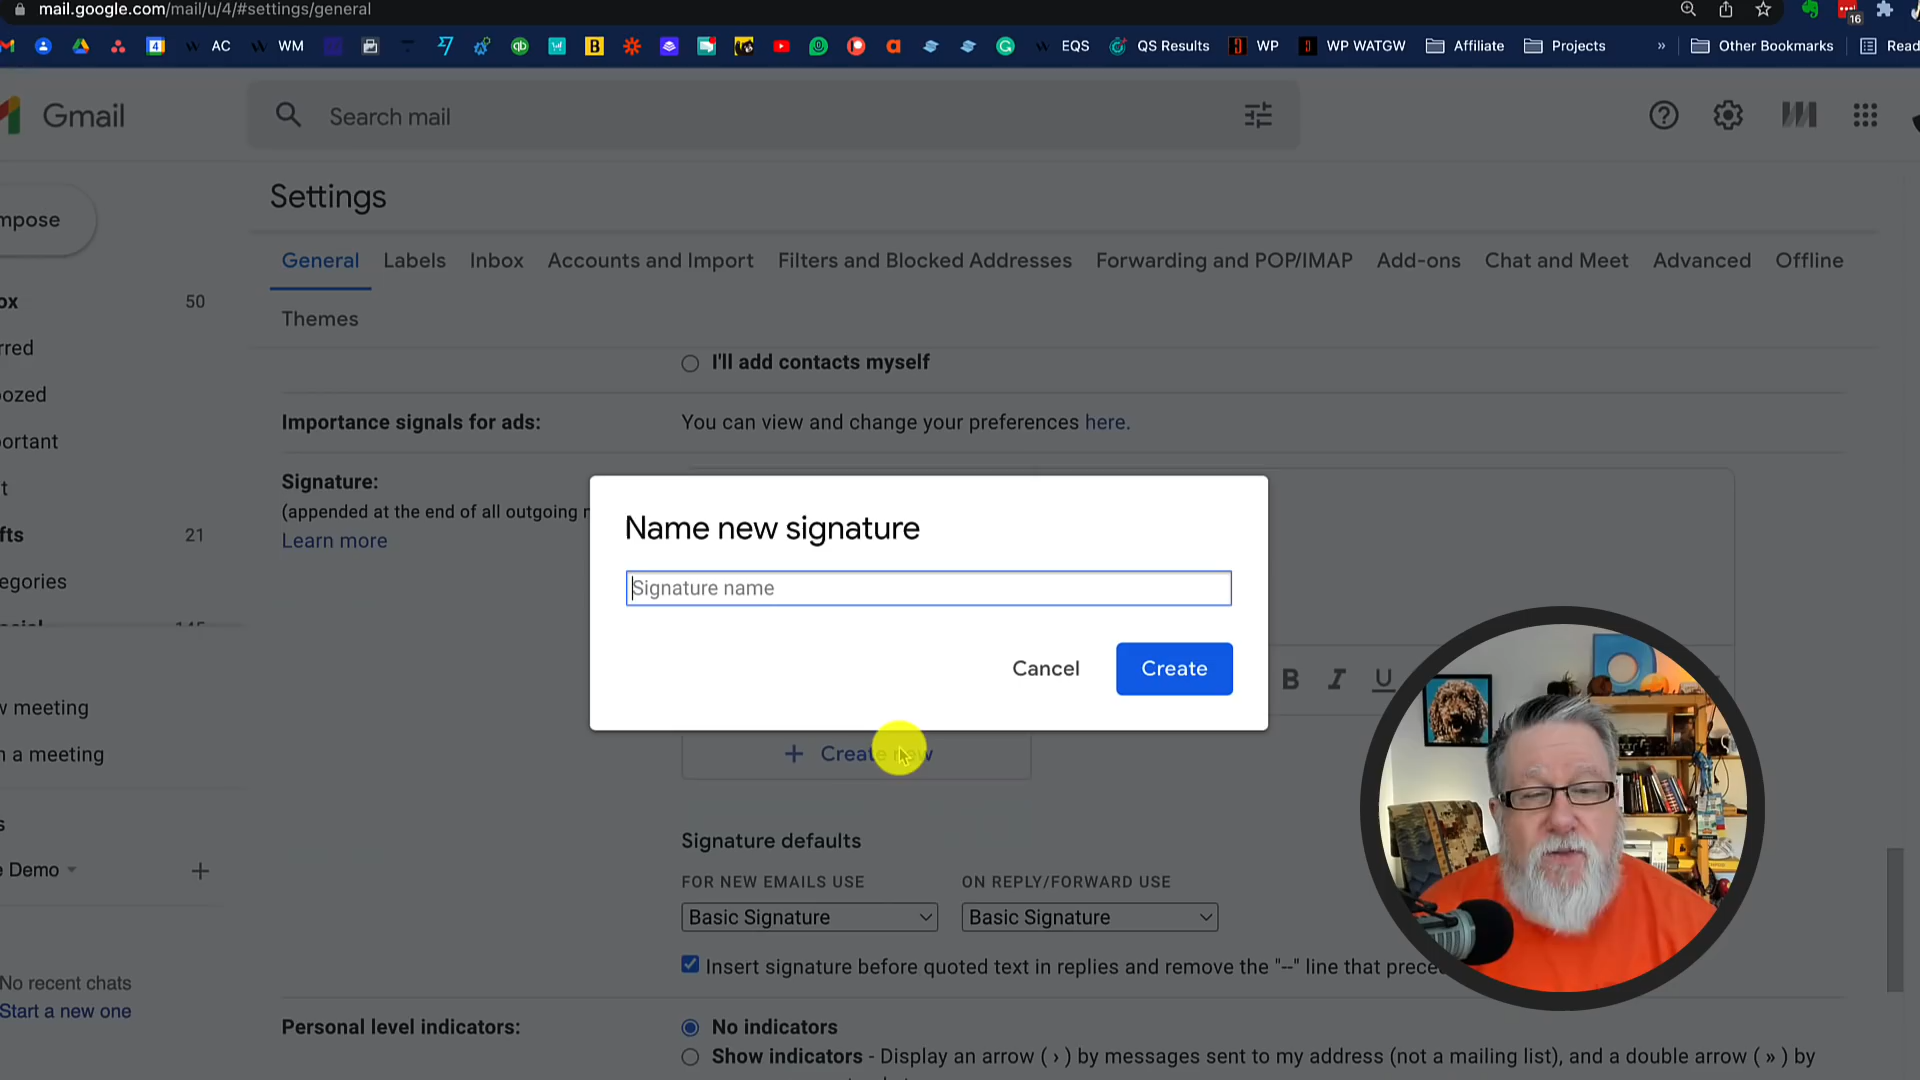 mail.google.com/mail/u/4/#settings/general
16
4 AC WM EQS QS Results WP WP WATGW Affiliate Projects » Other Bookmarks Read
Gmail
Search mail
Settings
mpose
General Labels Inbox Accounts and Import Filters and Blocked Addresses Forwarding and POP/IMAP Add-ons Chat and Meet Advanced Offline
Themes
ox 50
rred
ozed
ortant
t
fts 21
egories
w meeting
n a meeting
s
e Demo
No recent chats
Start a new one
I'll add contacts myself
Importance signals for ads: You can view and change your preferences here.
Signature:
(appended at the end of all outgoing
Learn more
Name new signature
Signature name
Cancel Create
B I U
+ Create new
Signature defaults
FOR NEW EMAILS USE ON REPLY/FORWARD USE
Basic Signature Basic Signature
Insert signature before quoted text in replies and remove the "--" line that prece
Personal level indicators: No indicators
Show indicators - Display an arrow ( › ) by messages sent to my address (not a mailing list), and a double arrow ( » ) by